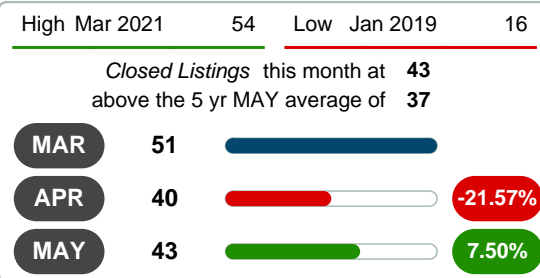 High Mar 2021 54 Low Jan 2019 16
Closed Listings this month at 43
above the 5 yr MAY average of 37
MAR 51
APR 40 -21.57%
MAY 43 7.50%